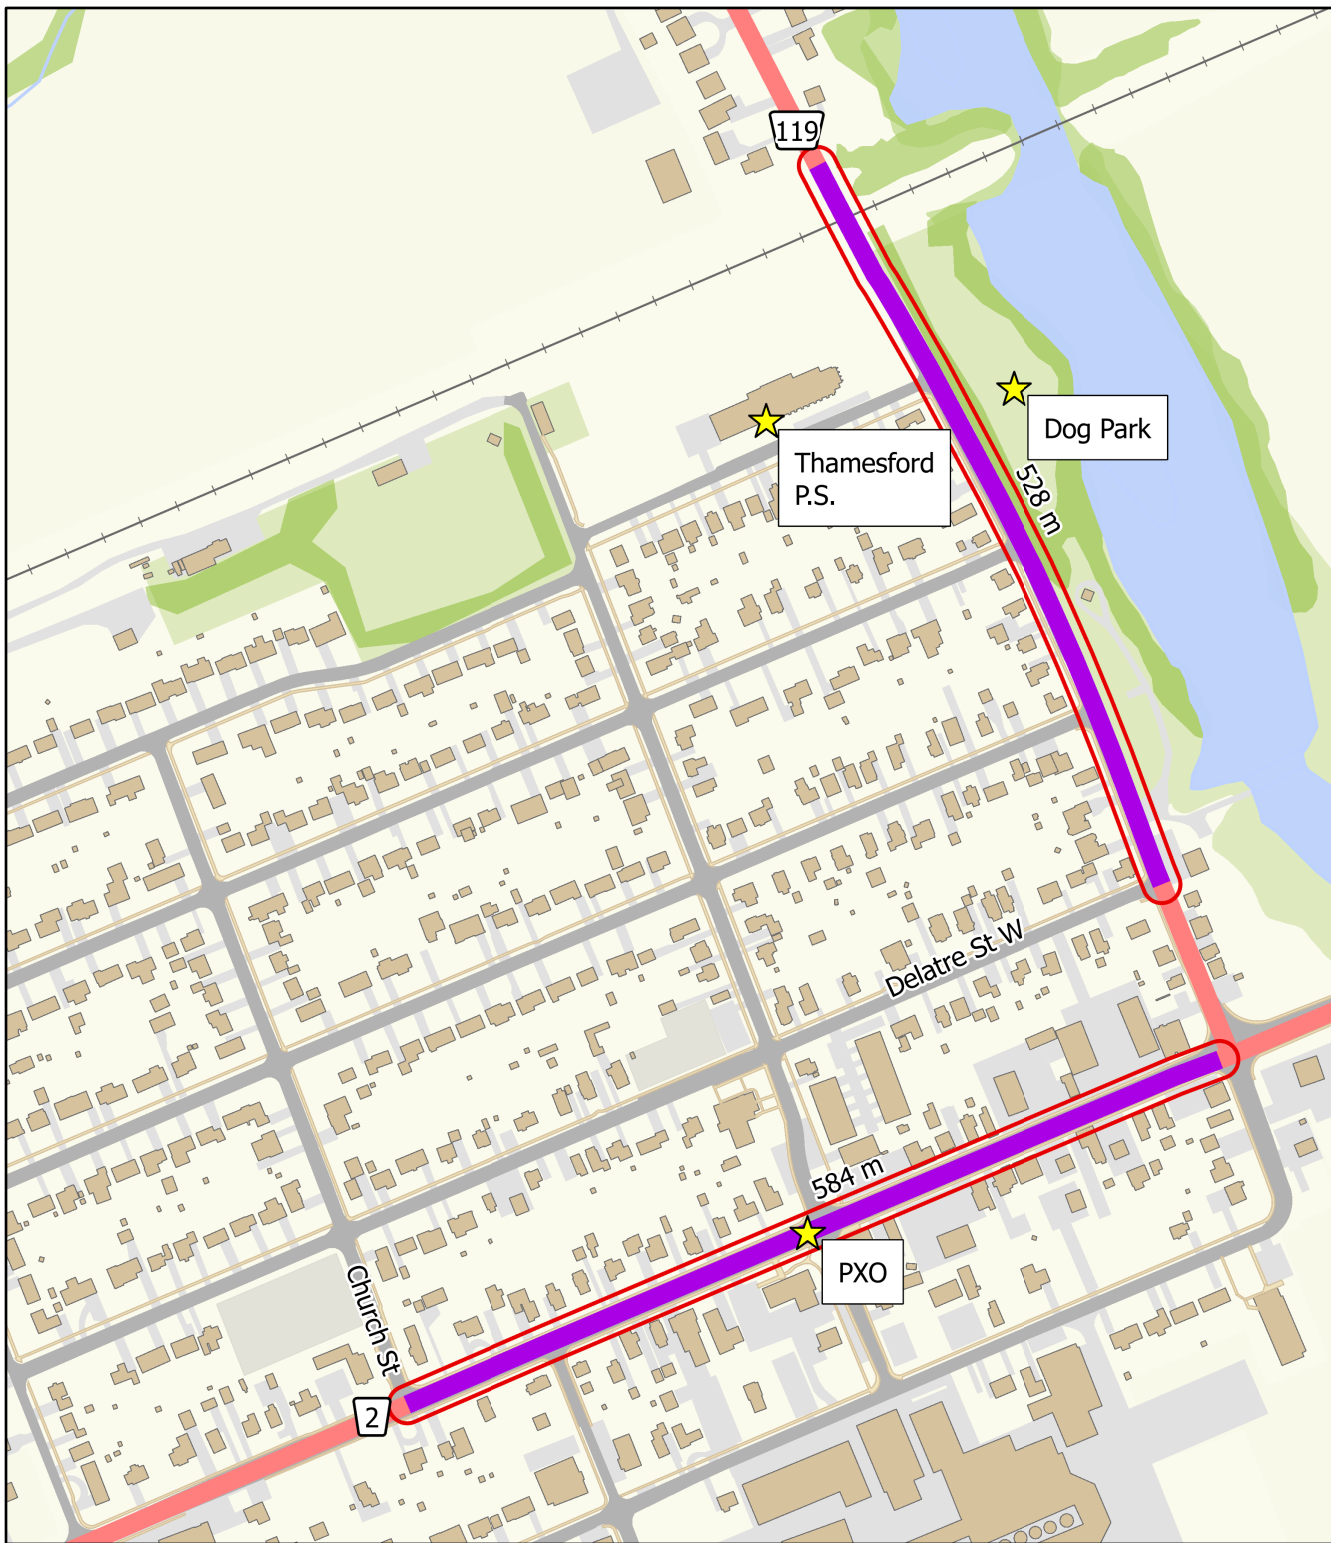 119
Dog Park
Thamesford
P.S.
528 m
Delatre St W
584 m
PXO
Church St
2